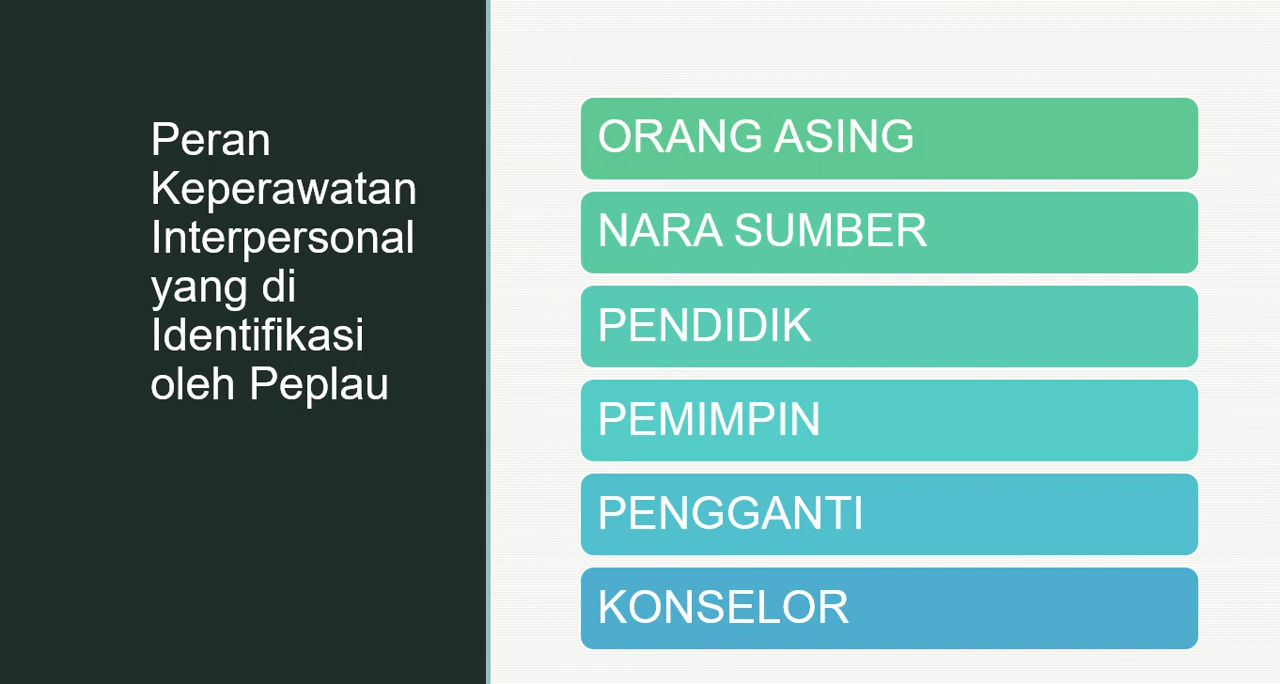 Peran
Keperawatan
Interpersonal
yang di
Identifikasi
oleh Peplau
ORANG ASING
NARA SUMBER
PENDIDIK
PEMIMPIN
PENGGANTI
KONSELOR